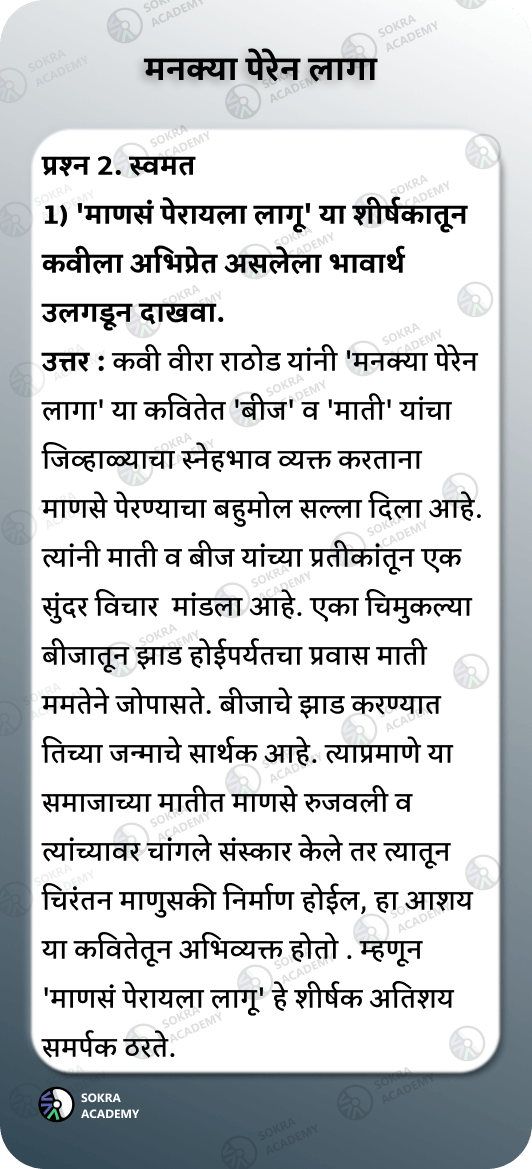 मनक्या पेरेन लागा
प्रश्न 2. स्वमत
1) 'माणसं पेरायला लागू' या शीर्षकातून
कवीला अभिप्रेत असलेला भावार्थ
उलगडून दाखवा.
उत्तर : कवी वीरा राठोड यांनी 'मनक्या पेरेन
लागा' या कवितेत 'बीज' व 'माती' यांचा
जिव्हाळ्याचा स्नेहभाव व्यक्त करताना
माणसे पेरण्याचा बहुमोल सल्ला दिला आहे.
त्यांनी माती व बीज यांच्या प्रतीकांतून एक
सुंदर विचार मांडला आहे. एका चिमुकल्या
बीजातून झाड होईपर्यतचा प्रवास माती
ममतेने जोपासते. बीजाचे झाड करण्यात
तिच्या जन्माचे सार्थक आहे. त्याप्रमाणे या
समाजाच्या मातीत माणसे रुजवली व
त्यांच्यावर चांगले संस्कार केले तर त्यातून
चिरंतन माणुसकी निर्माण होईल, हा आशय
या कवितेतून अभिव्यक्त होतो . म्हणून
'माणसं पेरायला लागू' हे शीर्षक अतिशय
समर्पक ठरते.
SOKRA
ACADEMY